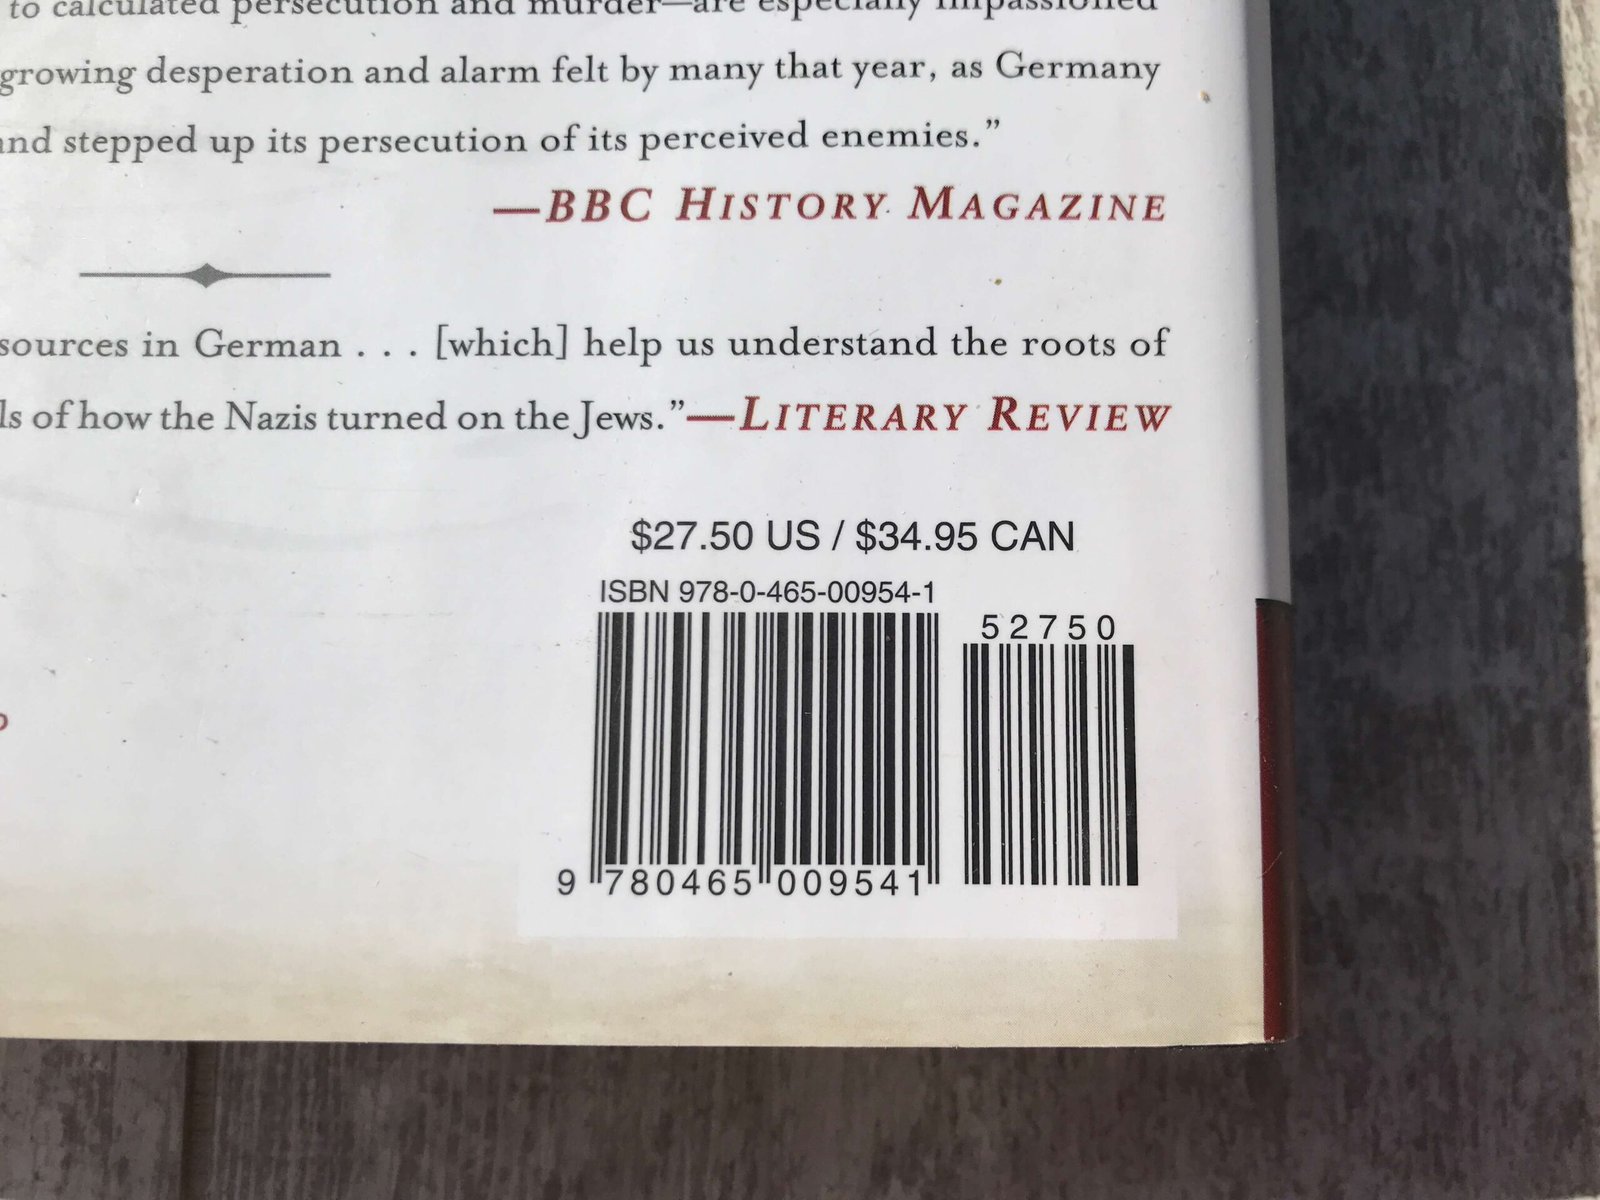 to calculated persecution and murder—are especially impassioned
growing desperation and alarm felt by many that year, as Germany
and stepped up its persecution of its perceived enemies.”
—BBC HISTORY MAGAZINE
sources in German . . . [which] help us understand the roots of
ls of how the Nazis turned on the Jews.”—LITERARY REVIEW
$27.50 US / $34.95 CAN
ISBN 978-0-465-00954-1
52750
9 780465 009541